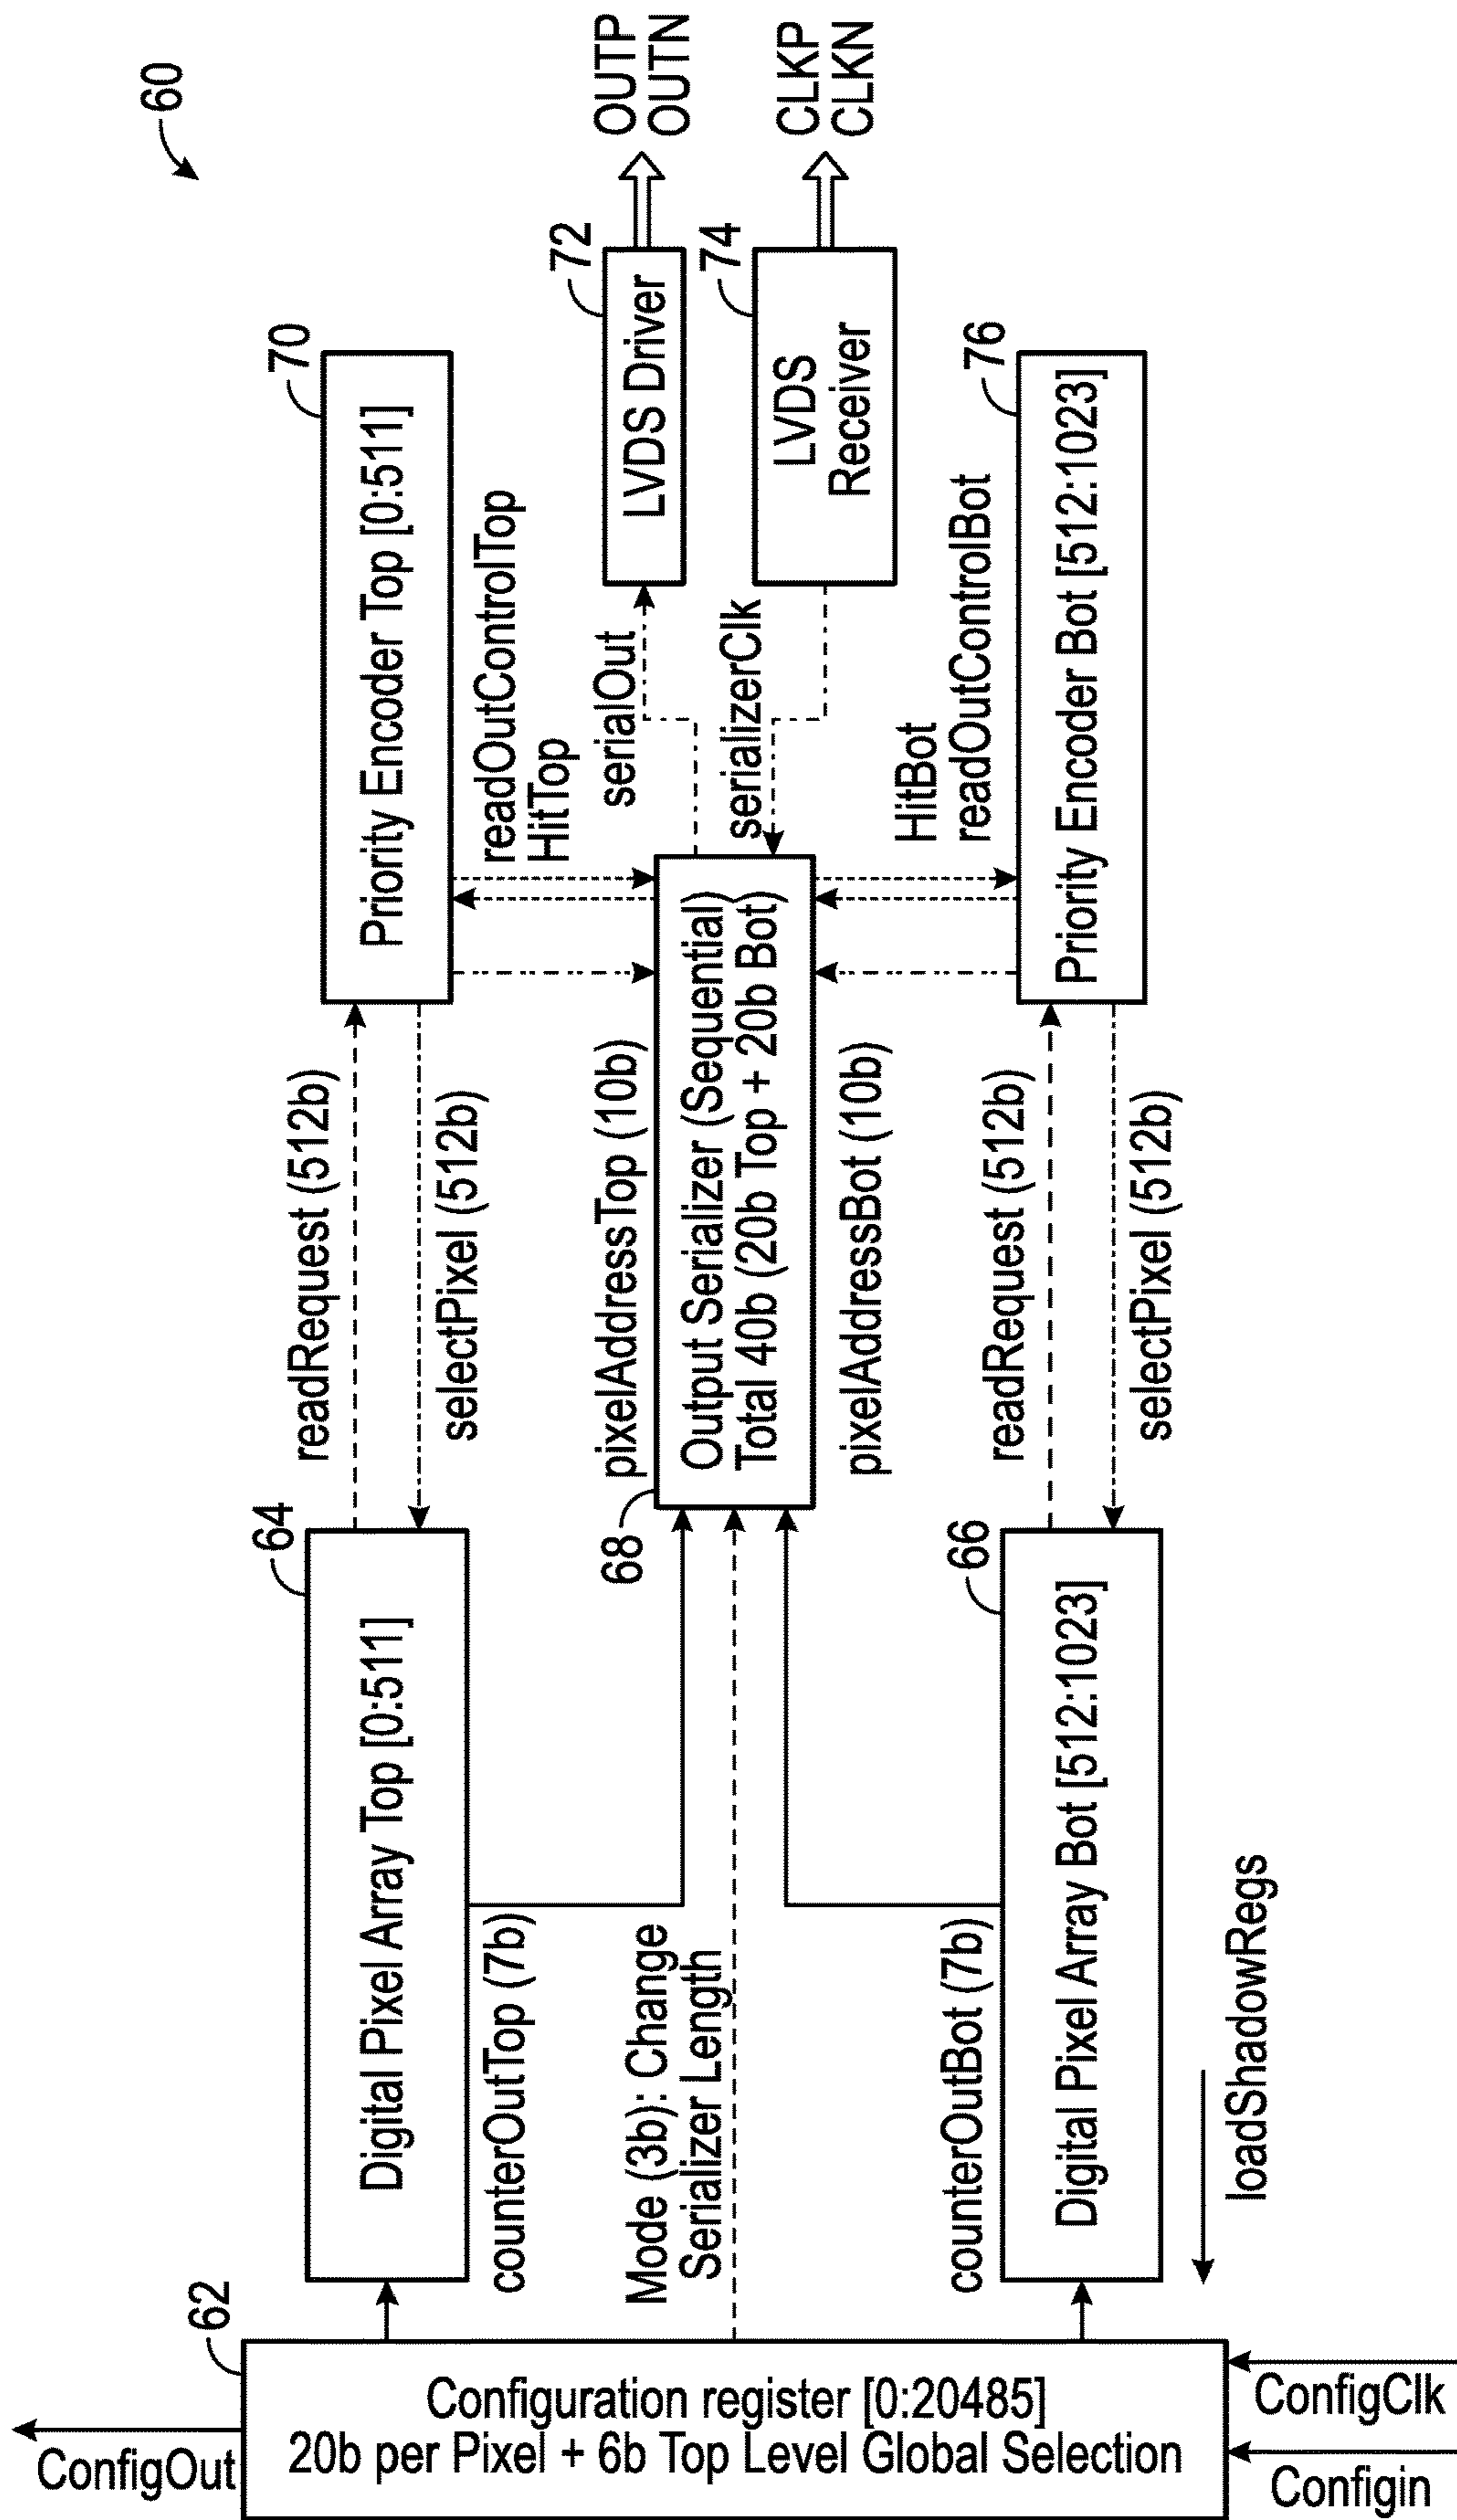 60
ConfigOut
62
Configuration register [0:20485]
20b per Pixel + 6b Top Level Global Selection
Configin
ConfigClk
64
Digital Pixel Array Top [0:511]
counterOutTop (7b)
Mode (3b): Change
Serializer Length
counterOutBot (7b)
66
Digital Pixel Array Bot [512:1023]
loadShadowRegs
readRequest (512b)
selectPixel (512b)
pixelAddressTop (10b)
68
Output Serializer (Sequential)
Total 40b (20b Top + 20b Bot)
pixelAddressBot (10b)
readRequest (512b)
selectPixel (512b)
70
Priority Encoder Top [0:511]
readOutControlTop
HitTop
serialOut
serializerClk
HitBot
readOutControlBot
76
Priority Encoder Bot [512:1023]
72
LVDS Driver
74
LVDS
Receiver
OUTP
OUTN
CLKP
CLKN